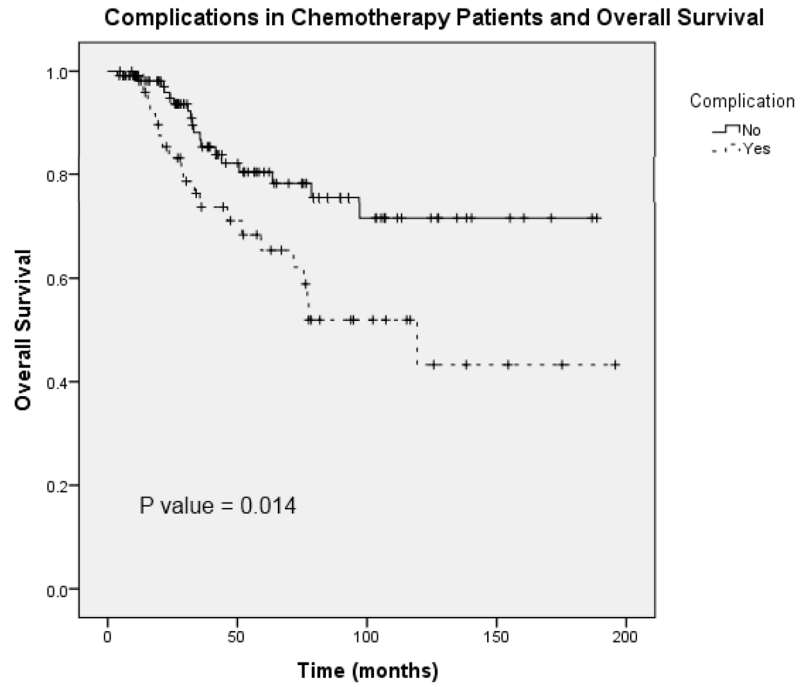 Complications in Chemotherapy Patients and Overall Survival
Overall Survival
1.0
0.8
0.6
0.4
0.2
0.0
P value = 0.014
0 50 100 150 200
Time (months)
Complication
No
Yes